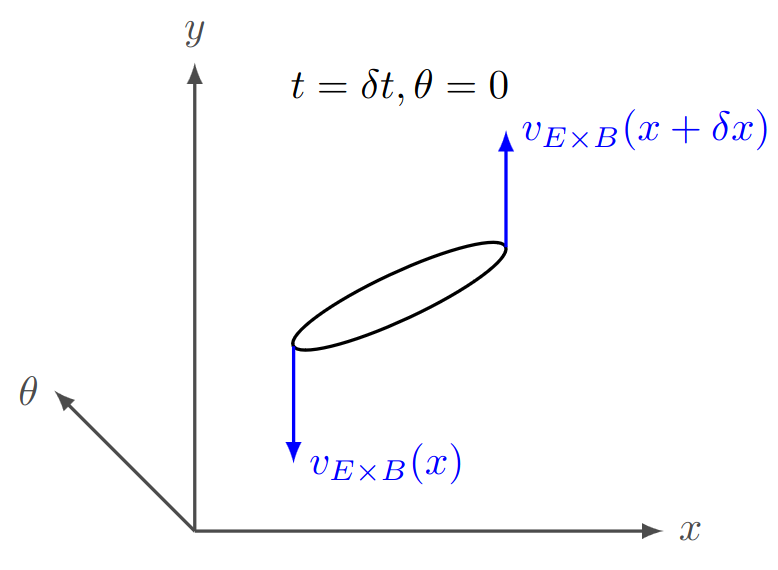 y
t = δt, θ = 0
v_{E×B}(x + δx)
θ
v_{E×B}(x)
x